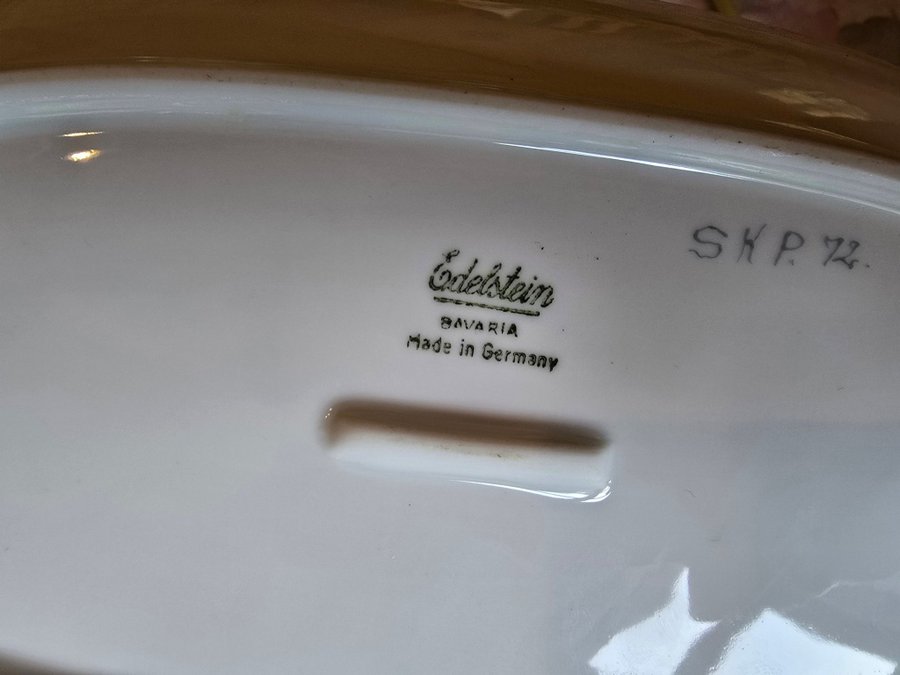 Edelstein
BAVARIA
Made in Germany
SKP. 72.